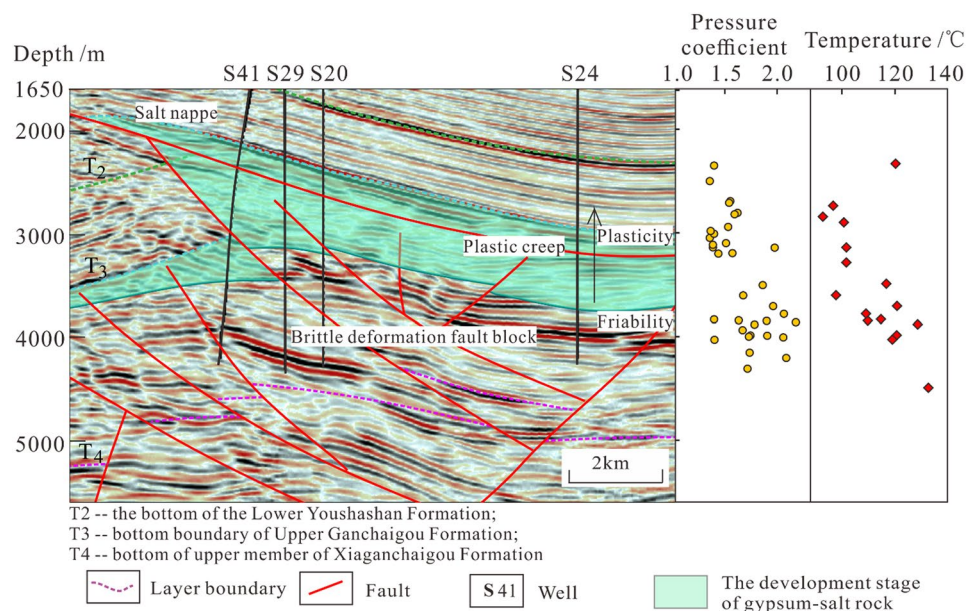 Pressure
coefficient
Temperature /℃
Depth /m
S41 S29 S20 S24
1.0 1.5 2.0 100 120 140
1650
2000
3000
4000
5000
Salt nappe
T2
Plasticity
Plastic creep
T3
Friability
Brittle deformation fault block
T4
2km
T2 -- the bottom of the Lower Youshashan Formation;
T3 -- bottom boundary of Upper Ganchaigou Formation;
T4 -- bottom of upper member of Xiaganchaigou Formation
Layer boundary
Fault
S41 Well
The development stage
of gypsum-salt rock